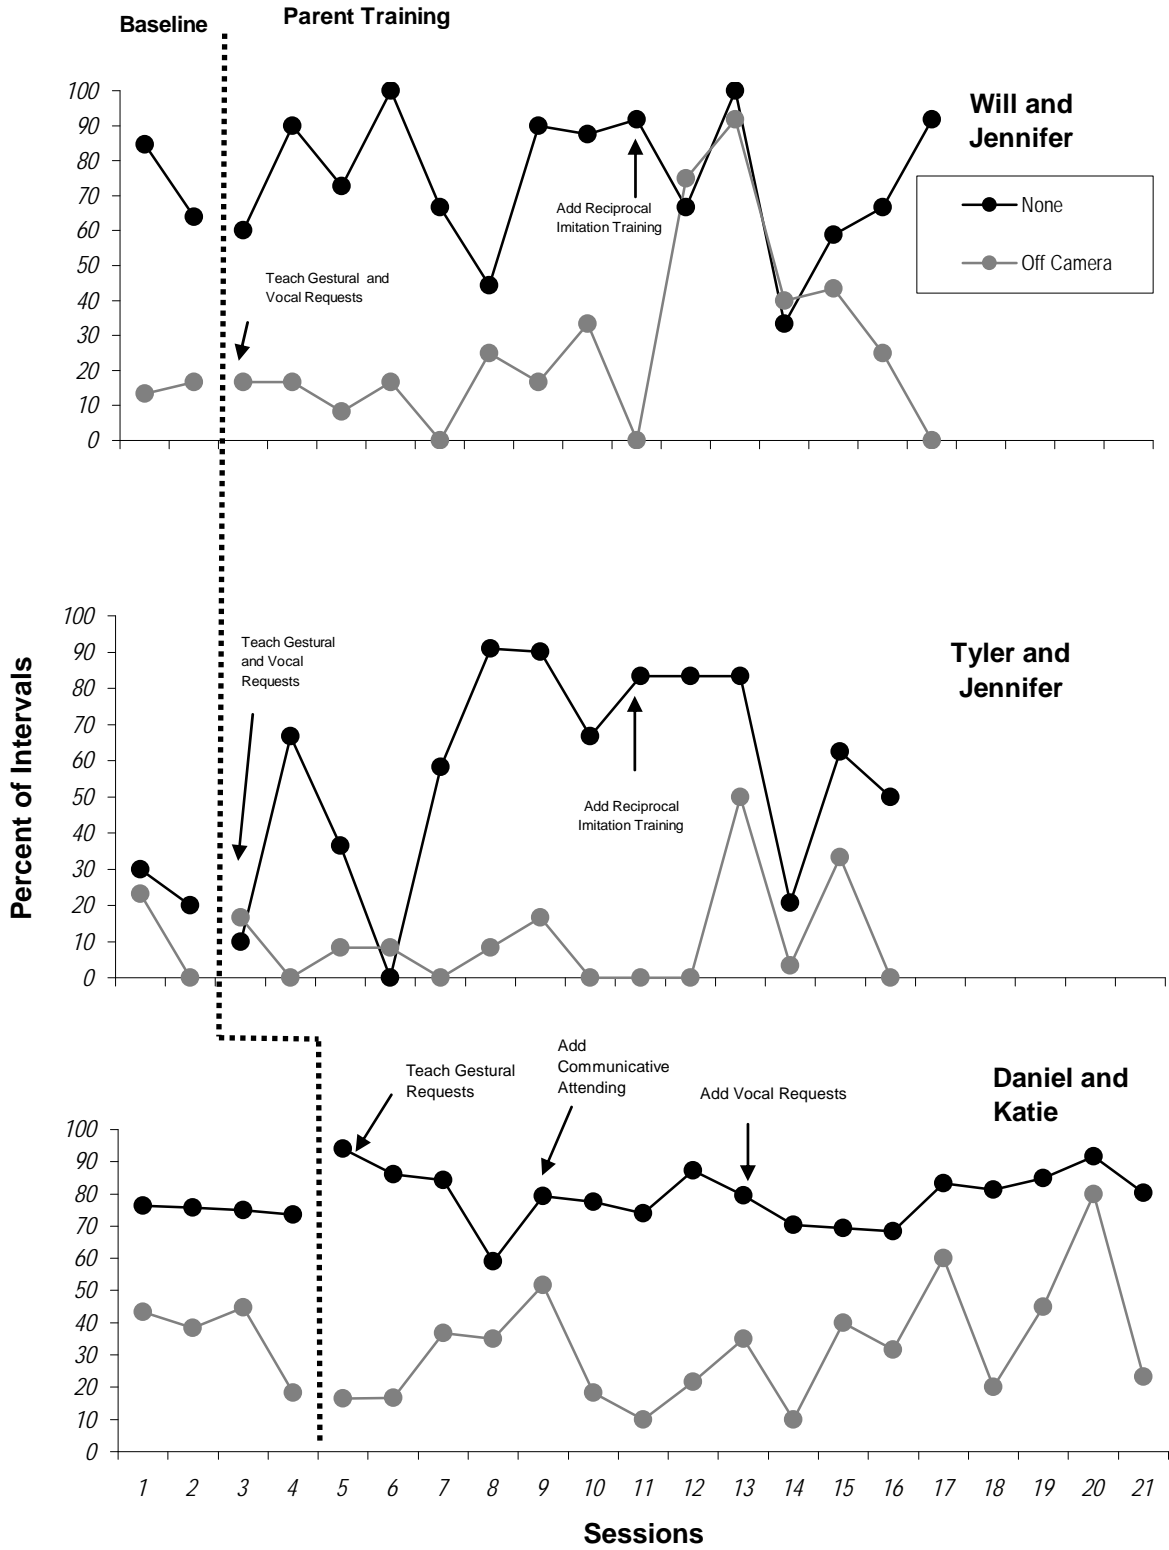 Baseline
Parent Training
100
90
80
70
60
50
40
30
20
10
0
Will and
Jennifer
None
Off Camera
Add Reciprocal
Imitation Training
Teach Gestural and
Vocal Requests
Percent of Intervals
100
90
80
70
60
50
40
30
20
10
0
Teach Gestural
and Vocal
Requests
Tyler and
Jennifer
Add Reciprocal
Imitation Training
100
90
80
70
60
50
40
30
20
10
0
Teach Gestural
Requests
Add
Communicative
Attending
Add Vocal Requests
Daniel and
Katie
1 2 3 4 5 6 7 8 9 10 11 12 13 14 15 16 17 18 19 20 21
Sessions